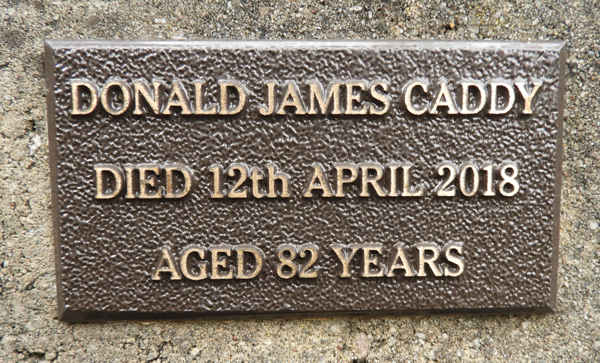 DONALD JAMES CADDY
DIED 12th APRIL 2018
AGED 82 YEARS